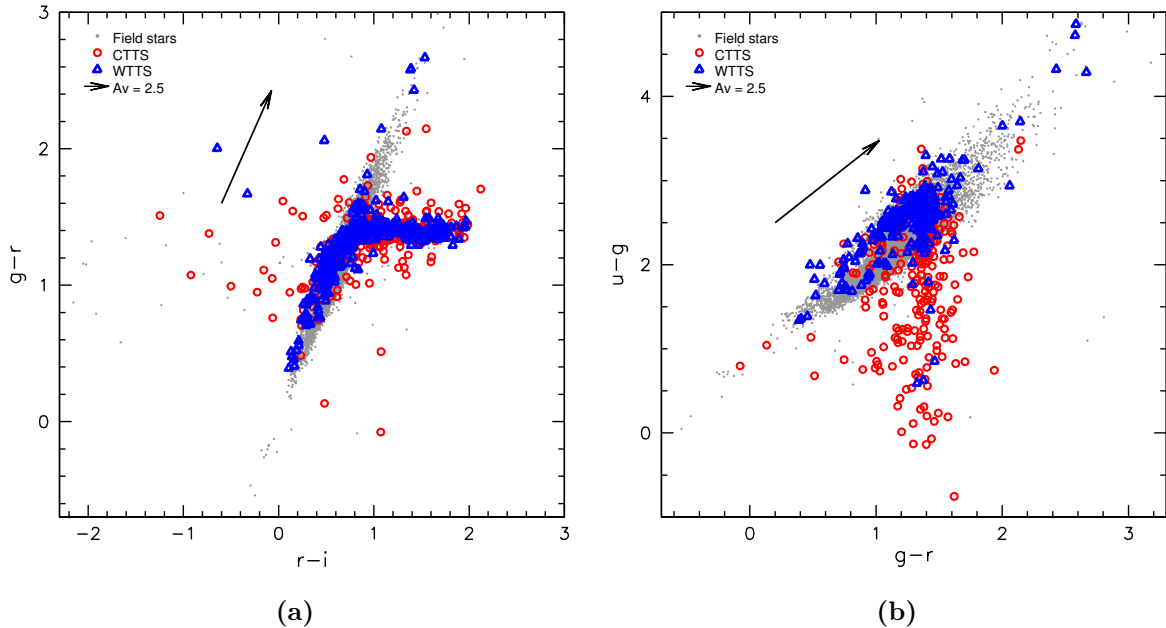 Field stars
CTTS
WTTS
Av = 2.5
g−r
3
2
1
0
−2
−1
0
1
2
3
r−i
(a)
Field stars
CTTS
WTTS
Av = 2.5
u−g
4
2
0
0
1
2
3
g−r
(b)